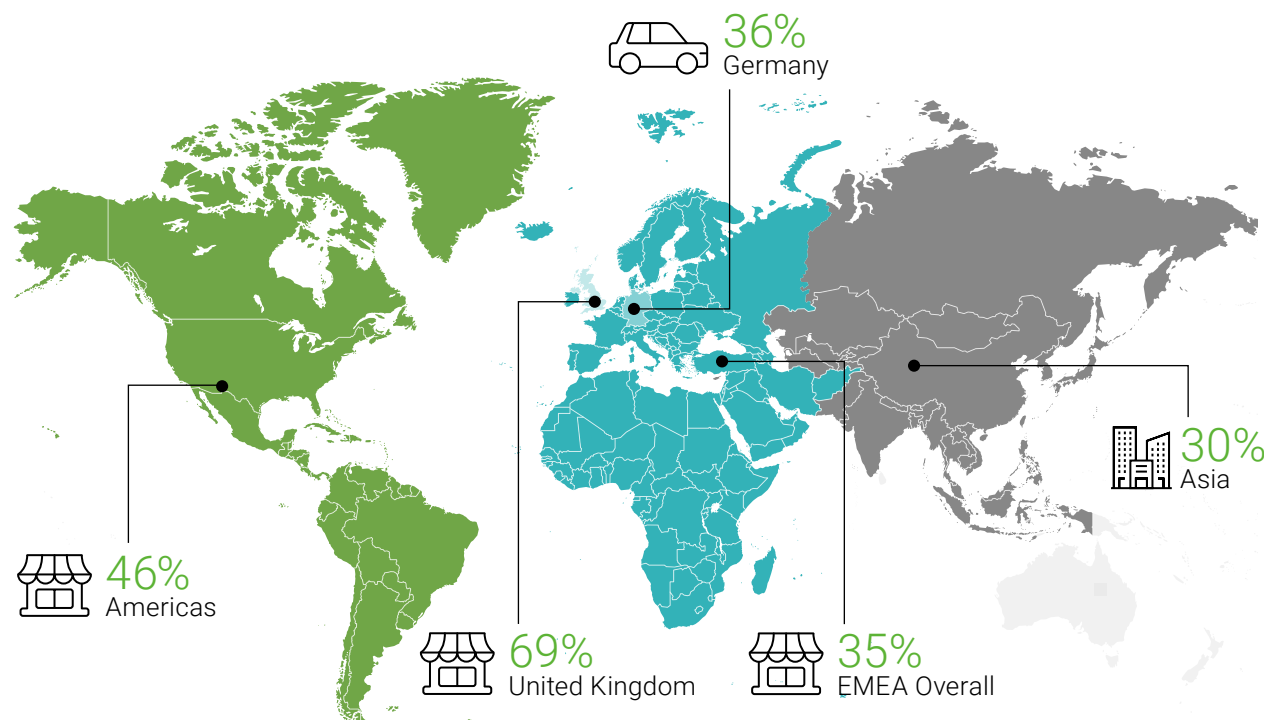 36%
Germany
30%
Asia
46%
Americas
69%
United Kingdom
35%
EMEA Overall